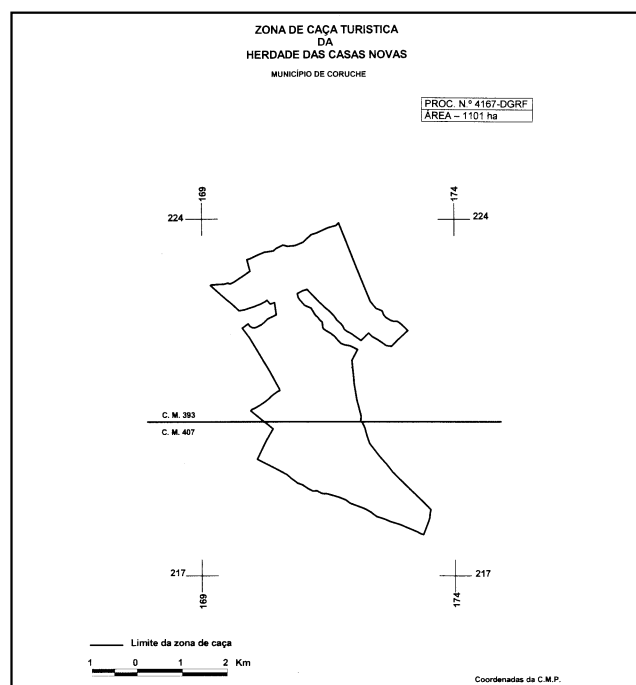 ZONA DE CAÇA TURISTICA
DA
HERDADE DAS CASAS NOVAS
MUNICÍPIO DE CORUCHE
PROC. N.º 4167-DGRF
ÁREA – 1101 ha
169
174
224
224
C. M. 393
C. M. 407
217
217
169
174
Limite da zona de caça
1 0 1 2 Km
Coordenadas da C.M.P.